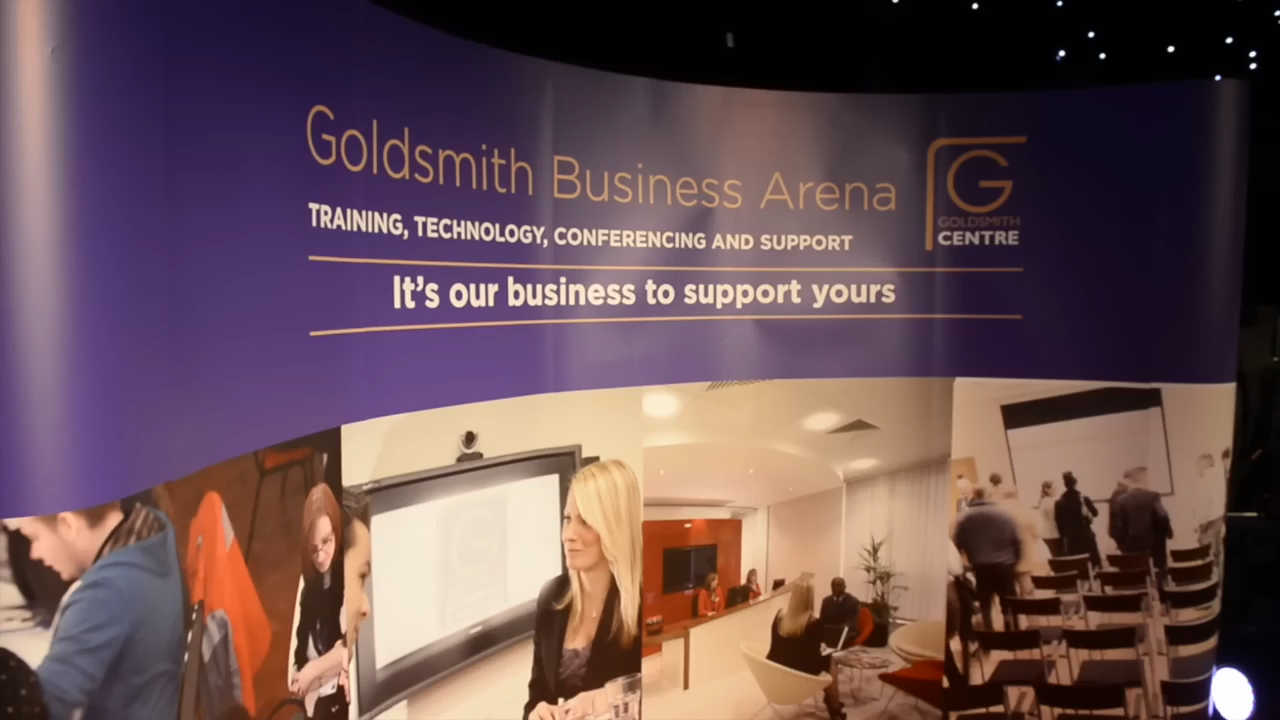 Goldsmith Business Arena
TRAINING, TECHNOLOGY, CONFERENCING AND SUPPORT
It's our business to support yours
G
GOLDSMITH
CENTRE